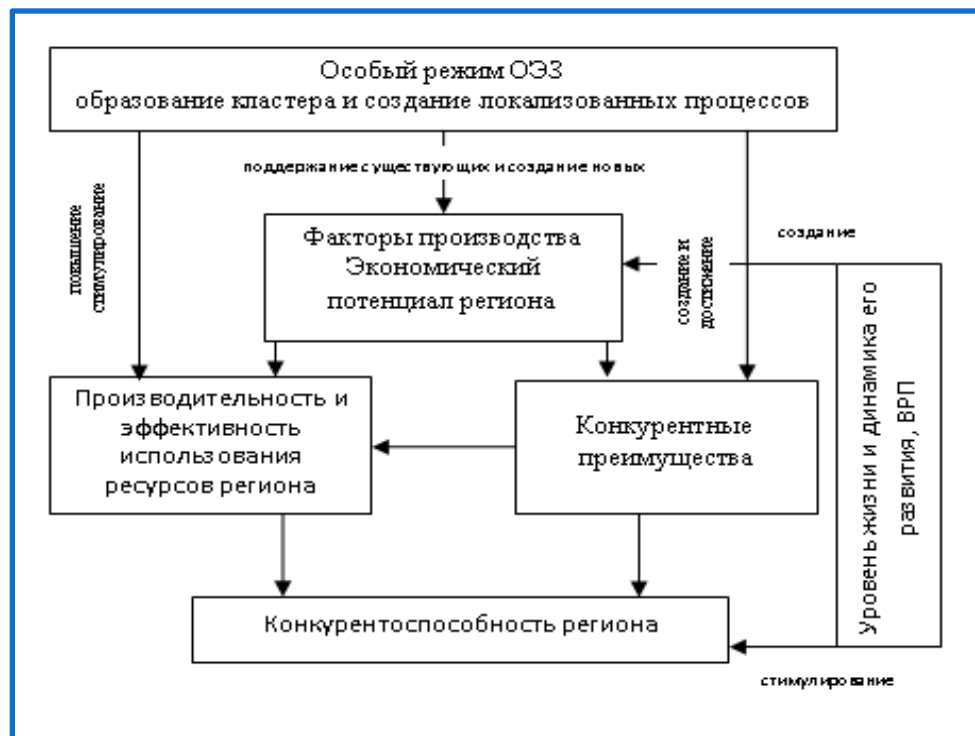 Особый режим ОЭЗ
образование кластера и создание локализованных процессов
поддержание существующих и создание новых
повышение
стимулирование
Факторы производства
Экономический
потенциал региона
создание и
достижение
создание
Производительность и
эффективность
использования
ресурсов региона
Конкурентные
преимущества
Уровень жизни и динамика его
развития, ВРП
Конкурентоспособность региона
стимулирование